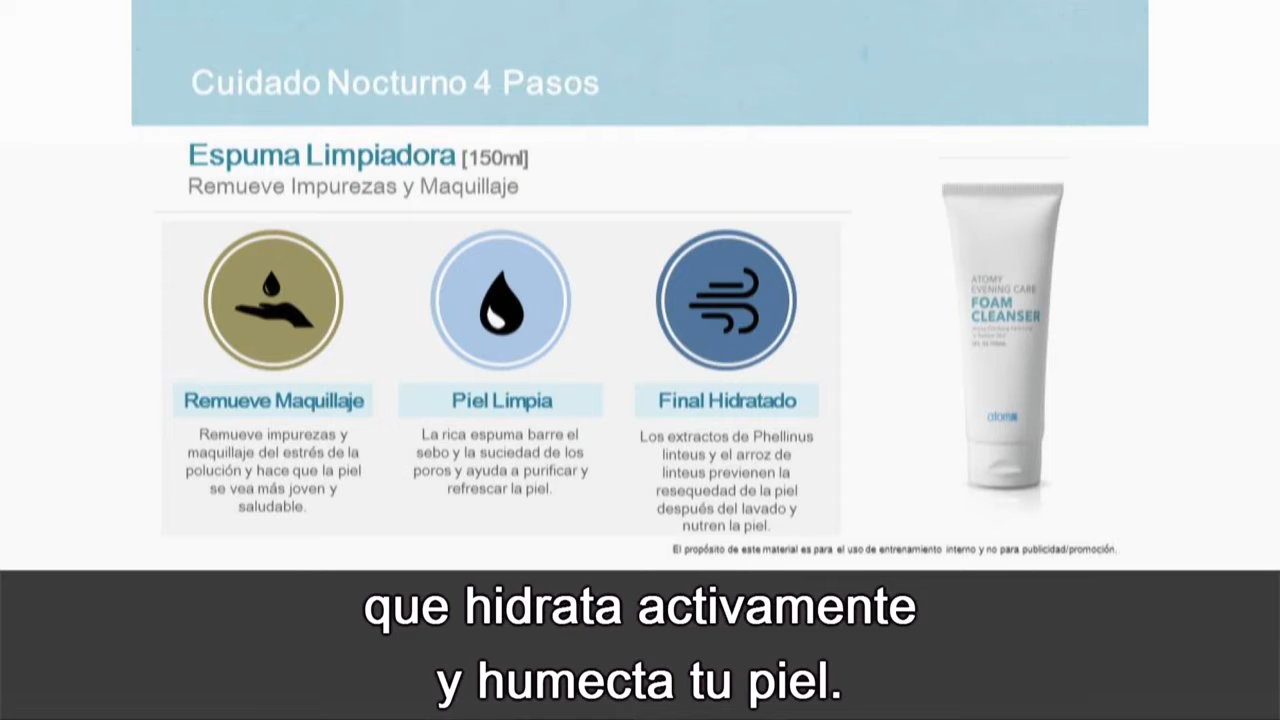 Cuidado Nocturno 4 Pasos
Espuma Limpiadora [150ml]
Remueve Impurezas y Maquillaje
Remueve Maquillaje
Remueve impurezas y
maquillaje del estrés de la
polución y hace que la piel
se vea más joven y
saludable.
Piel Limpia
La rica espuma barre el
sebo y la suciedad de los
poros y ayuda a purificar y
refrescar la piel.
Final Hidratado
Los extractos de Phellinus
linteus y el arroz de
linteus previenen la
resequedad de la piel
después del lavado y
nutren la piel.
ATOMY
EVENING CARE
FOAM
CLEANSER
atomy
El propósito de este material es para el uso de entrenamiento interno y no para publicidad/promoción.
que hidrata activamente
y humecta tu piel.